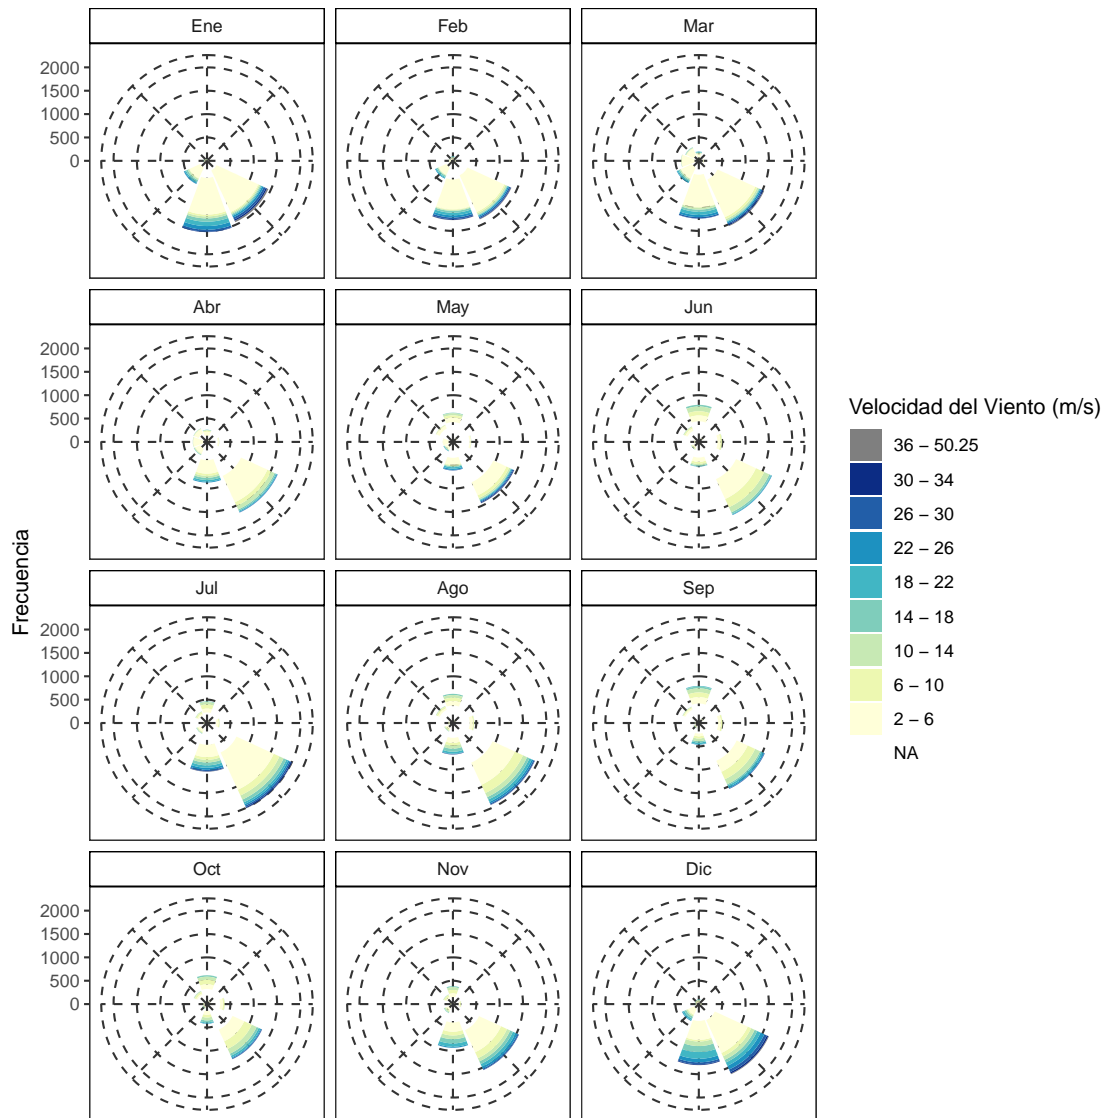 Ene
Feb
Mar
2000
1500
1000
500
0
Abr
May
Jun
2000
1500
1000
500
0
Jul
Ago
Sep
2000
1500
1000
500
0
Oct
Nov
Dic
2000
1500
1000
500
0
Frecuencia
Velocidad del Viento (m/s)
36 − 50.25
30 − 34
26 − 30
22 − 26
18 − 22
14 − 18
10 − 14
6 − 10
2 − 6
NA